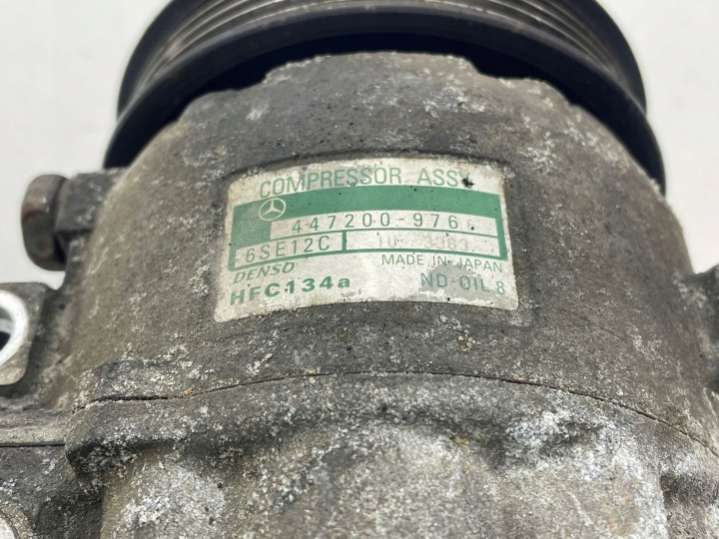 COMPRESSOR ASSY
447200-976
6SE12C
DENSO MADE IN JAPAN
HFC134a ND-OIL 8